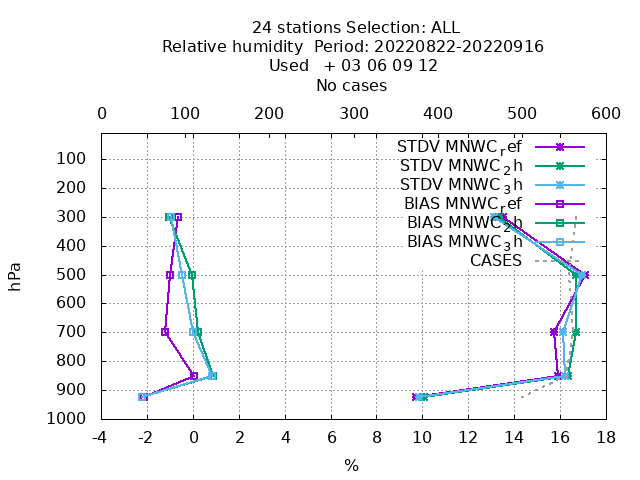 24 stations Selection: ALL
Relative humidity  Period: 20220822-20220916
Used   + 03 06 09 12
No cases
0 100 200 300 400 500 600
STDV MNWC_ref
STDV MNWC_2h
STDV MNWC_3h
BIAS MNWC_ref
BIAS MNWC_2h
BIAS MNWC_3h
CASES
hPa
100
200
300
400
500
600
700
800
900
1000
-4 -2 0 2 4 6 8 10 12 14 16 18
%